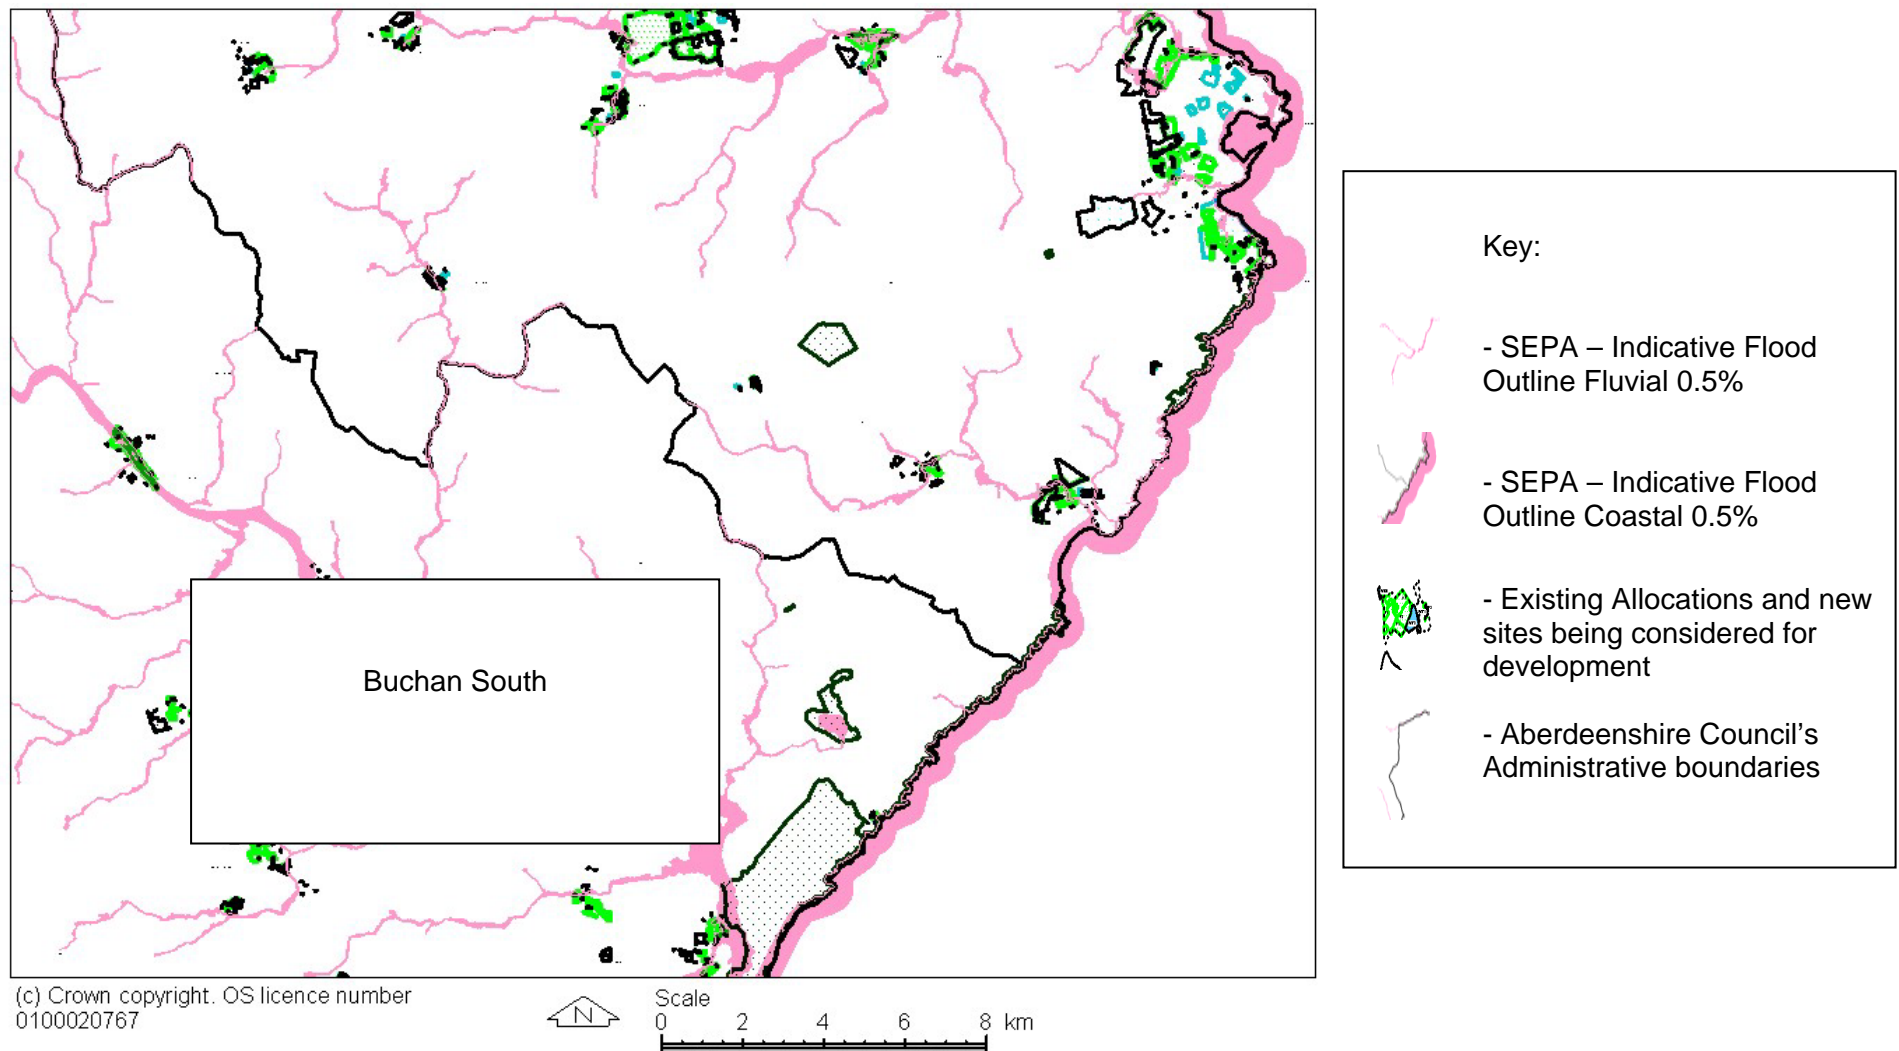 Buchan South
Key:
- SEPA – Indicative Flood
Outline Fluvial 0.5%
- SEPA – Indicative Flood
Outline Coastal 0.5%
- Existing Allocations and new
sites being considered for
development
- Aberdeenshire Council's
Administrative boundaries
(c) Crown copyright. OS licence number
0100020767
N
Scale
0 2 4 6 8 km